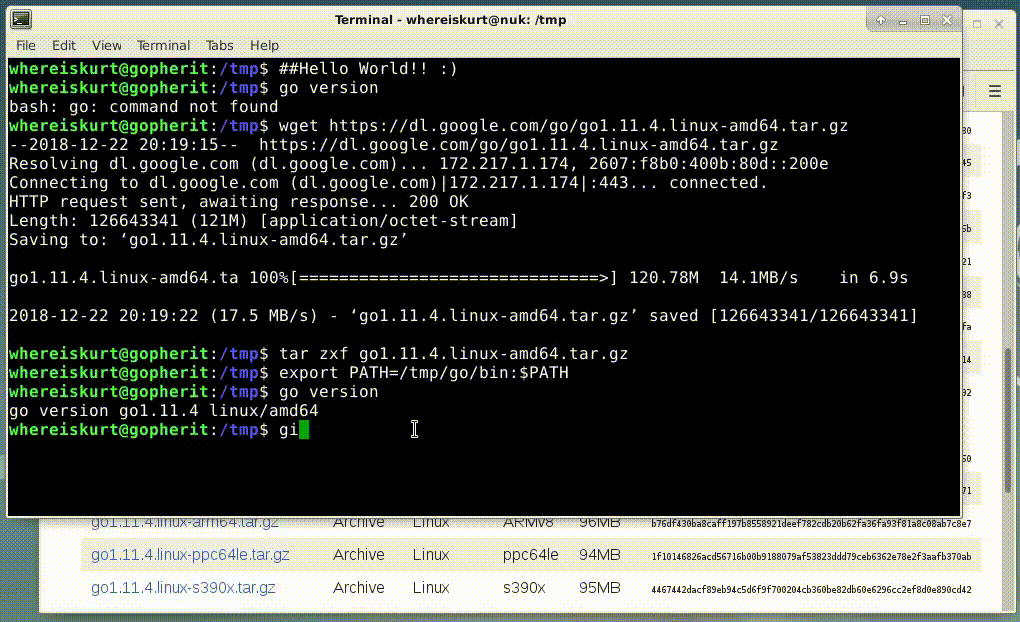 Terminal - whereiskurt@nuk: /tmp
File Edit View Terminal Tabs Help
whereiskurt@gopherit:/tmp$ ##Hello World!! :)
whereiskurt@gopherit:/tmp$ go version
bash: go: command not found
whereiskurt@gopherit:/tmp$ wget https://dl.google.com/go/go1.11.4.linux-amd64.tar.gz
--2018-12-22 20:19:15--  https://dl.google.com/go/go1.11.4.linux-amd64.tar.gz
Resolving dl.google.com (dl.google.com)... 172.217.1.174, 2607:f8b0:400b:80d::200e
Connecting to dl.google.com (dl.google.com)|172.217.1.174|:443... connected.
HTTP request sent, awaiting response... 200 OK
Length: 126643341 (121M) [application/octet-stream]
Saving to: ‘go1.11.4.linux-amd64.tar.gz’
go1.11.4.linux-amd64.ta 100%[==============================>] 120.78M  14.1MB/s    in 6.9s
2018-12-22 20:19:22 (17.5 MB/s) - ‘go1.11.4.linux-amd64.tar.gz’ saved [126643341/126643341]
whereiskurt@gopherit:/tmp$ tar zxf go1.11.4.linux-amd64.tar.gz
whereiskurt@gopherit:/tmp$ export PATH=/tmp/go/bin:$PATH
whereiskurt@gopherit:/tmp$ go version
go version go1.11.4 linux/amd64
whereiskurt@gopherit:/tmp$ gi
80
45
f3
6b
21
88
fa
14
92
50
71
go1.11.4.linux-arm64.tar.gz Archive Linux ARMv8 96MB b76df430ba8caff197b8558921deef782cdb20b62fa36fa93f81a8c08ab7c8e7
go1.11.4.linux-ppc64le.tar.gz Archive Linux ppc64le 94MB 1f10146826acd56716b00b9188079af53823ddd79ceb6362e78e2f3aafb370ab
go1.11.4.linux-s390x.tar.gz Archive Linux s390x 95MB 4467442dacf89eb94c5d6f9f700204cb360be82db60e6296cc2ef8d0e890cd42